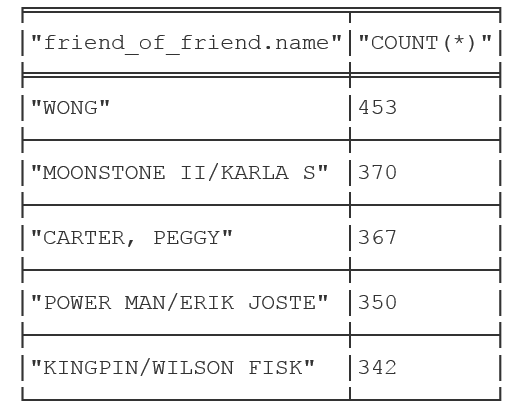 "friend_of_friend.name" "COUNT(*)"
"WONG" 453
"MOONSTONE II/KARLA S" 370
"CARTER, PEGGY" 367
"POWER MAN/ERIK JOSTE" 350
"KINGPIN/WILSON FISK" 342